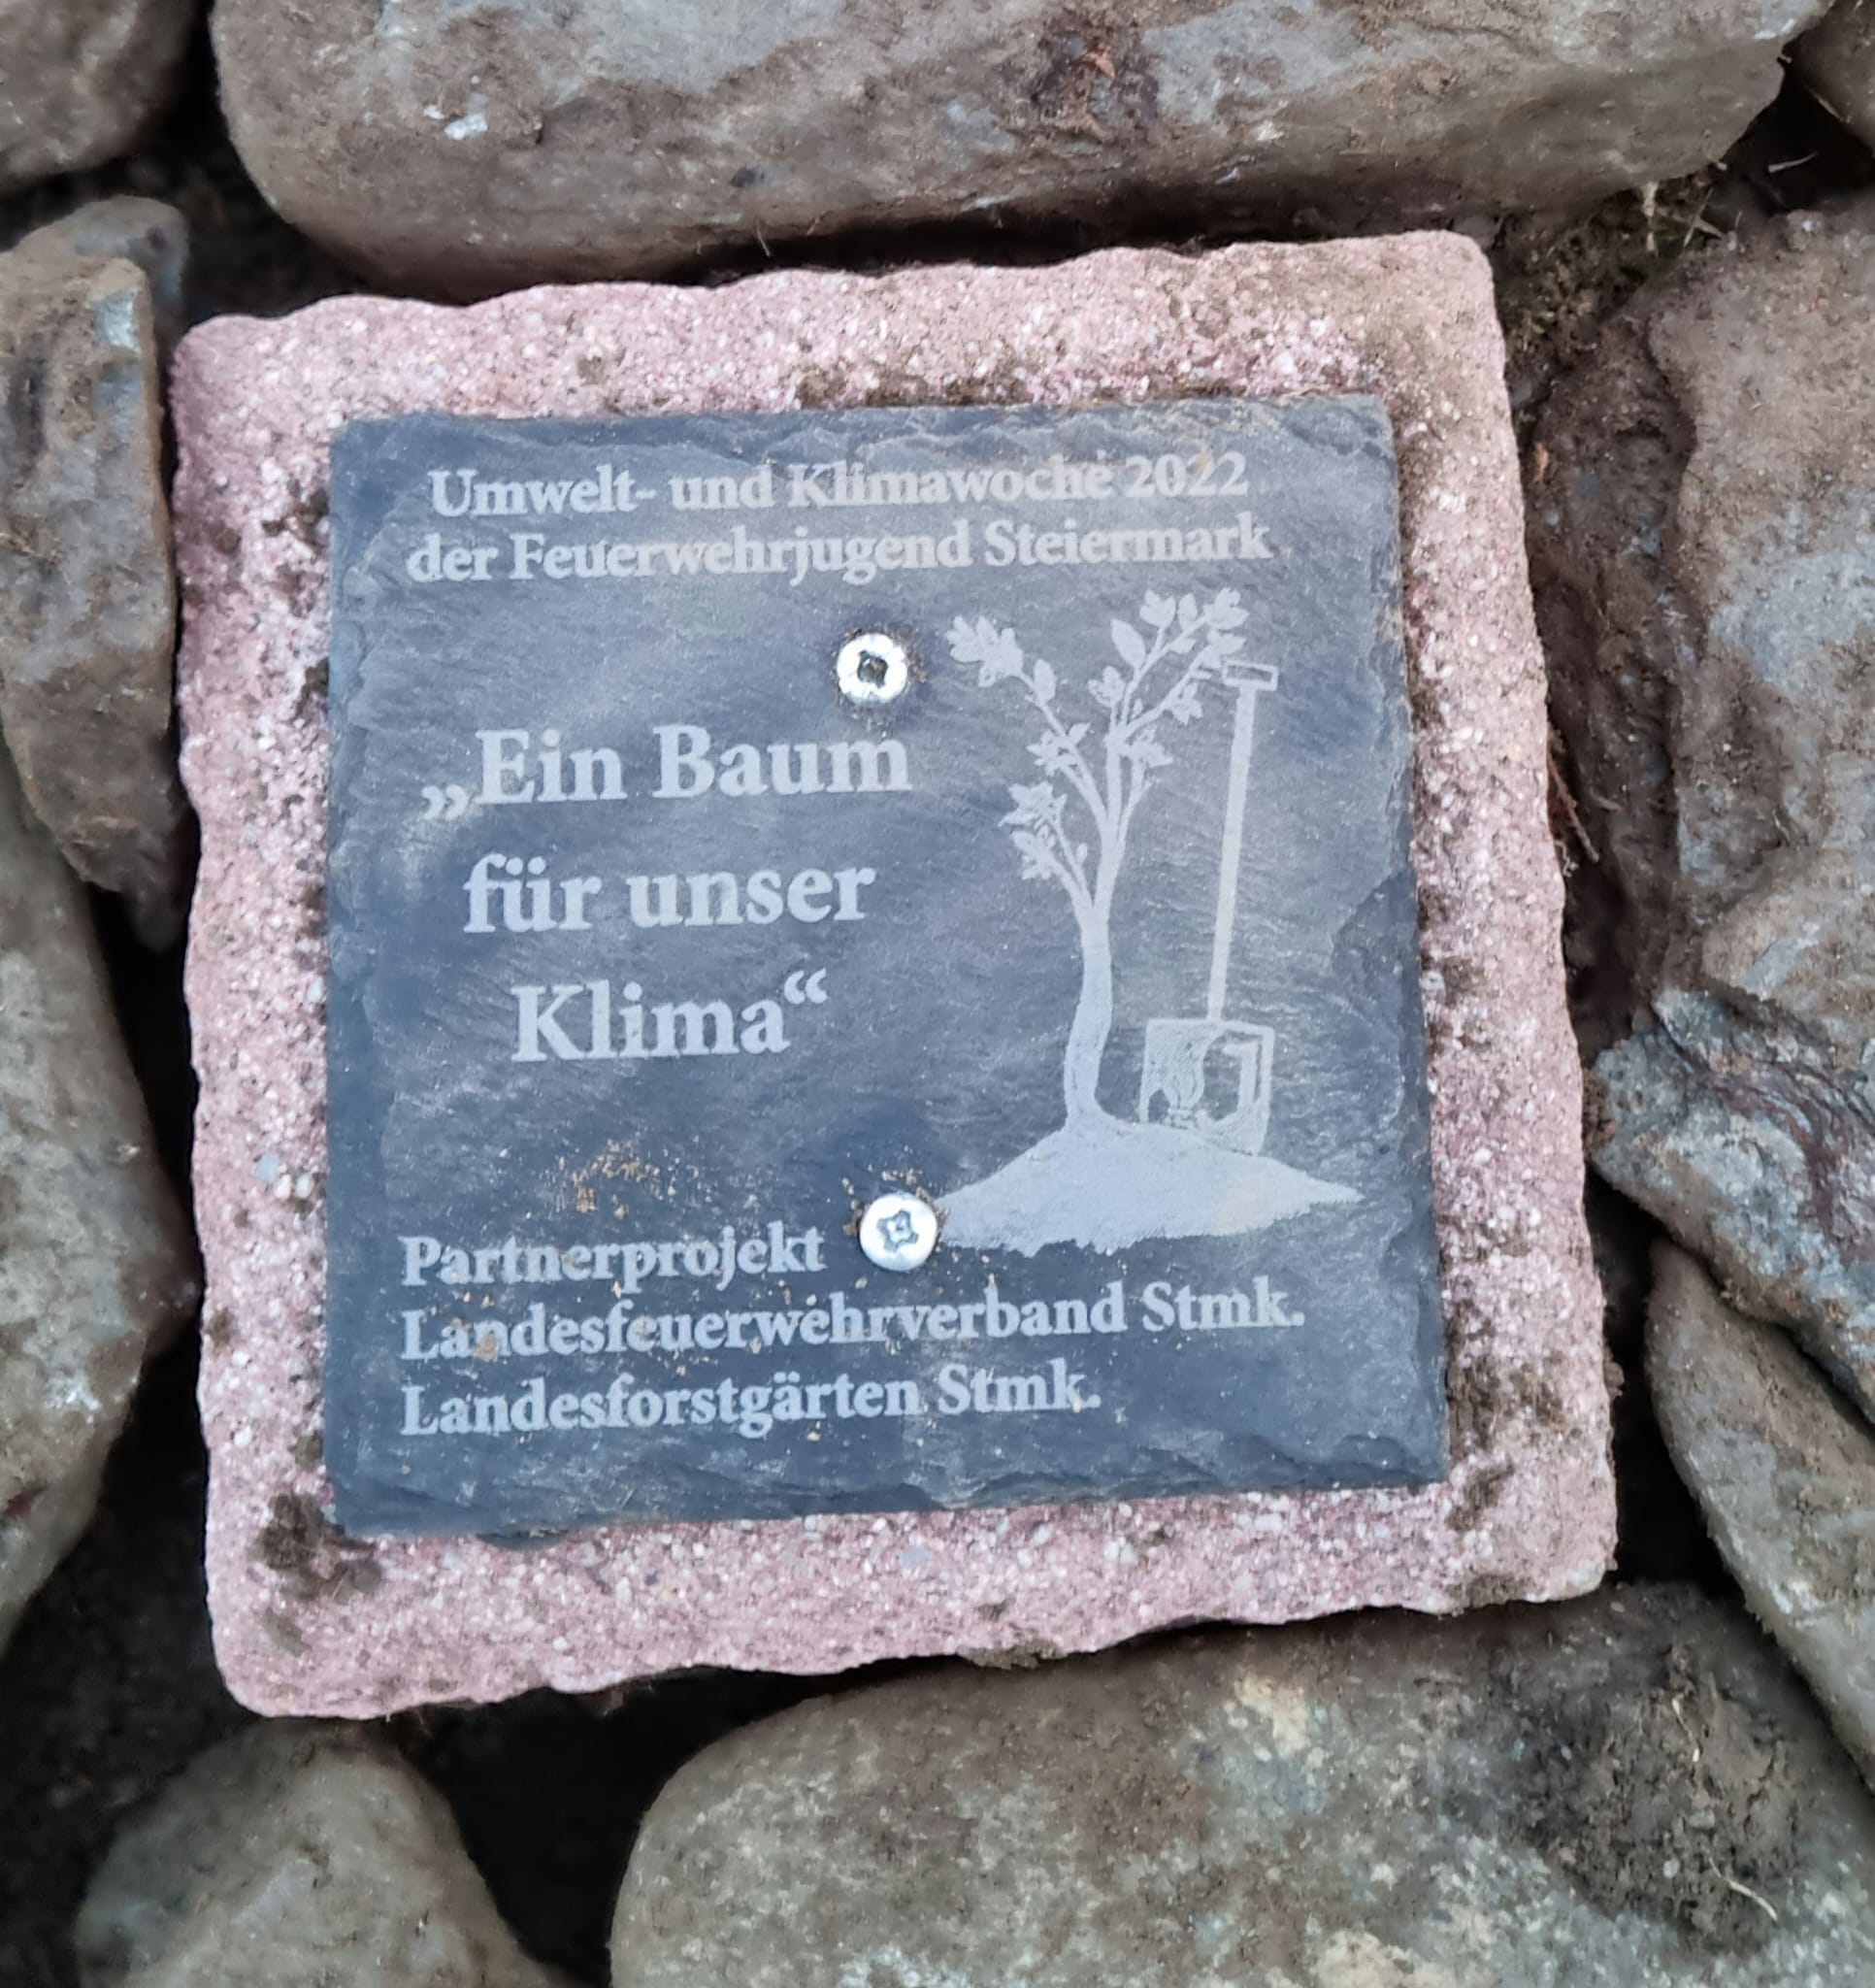 Umwelt- und Klimawoche 2022
der Feuerwehrjugend Steiermark
„Ein Baum
für unser
Klima“
Partnerprojekt
Landesfeuerwehrverband Stmk.
Landesforstgärten Stmk.